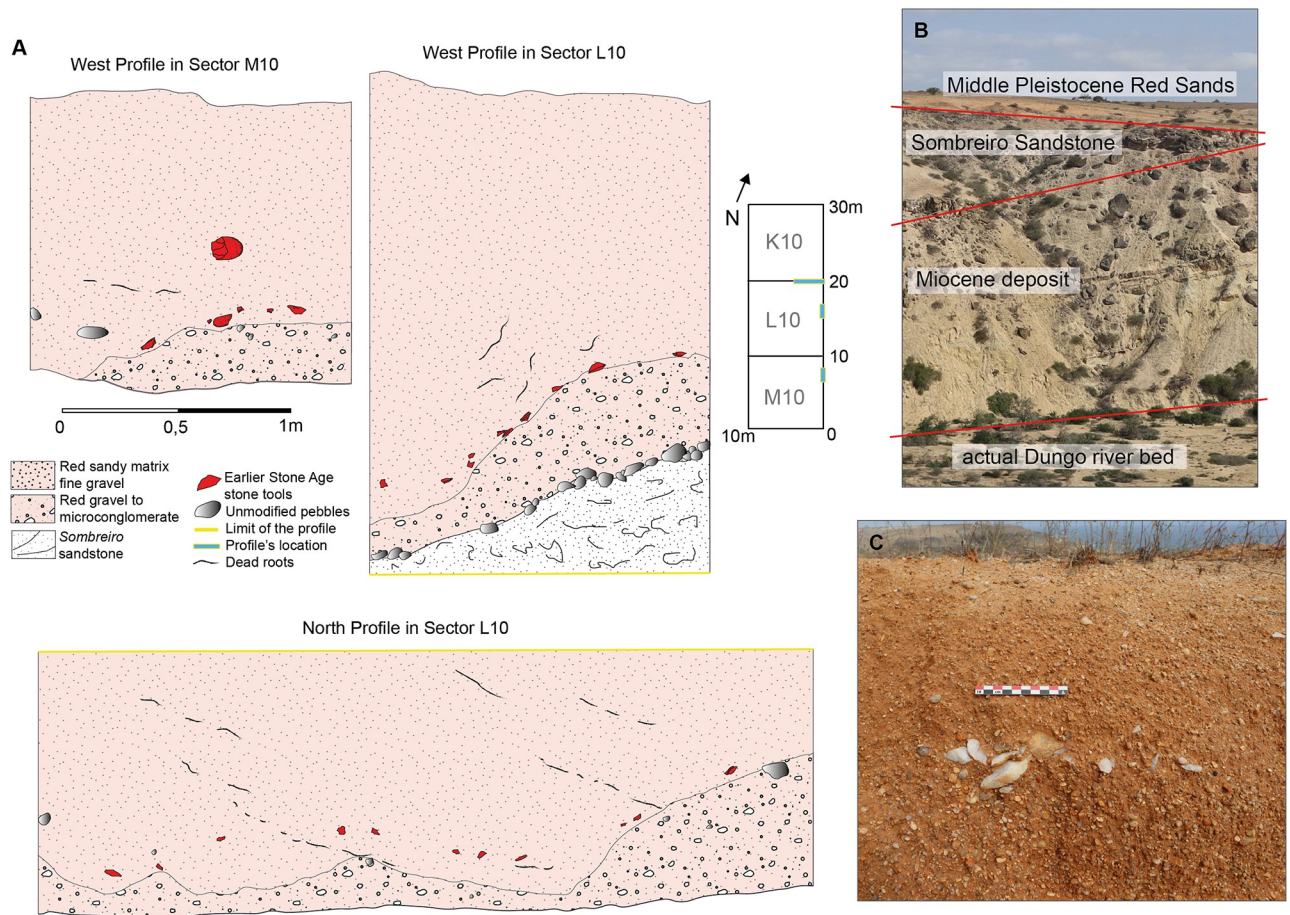 A
West Profile in Sector M10
West Profile in Sector L10
0
0,5
1m
Red sandy matrix
fine gravel
Red gravel to
microconglomerate
Sombreiro
sandstone
Earlier Stone Age
stone tools
Unmodified pebbles
Limit of the profile
Profile's location
Dead roots
N
30m
K10
20
L10
10
M10
10m
0
North Profile in Sector L10
B
Middle Pleistocene Red Sands
Sombreiro Sandstone
Miocene deposit
actual Dungo river bed
C